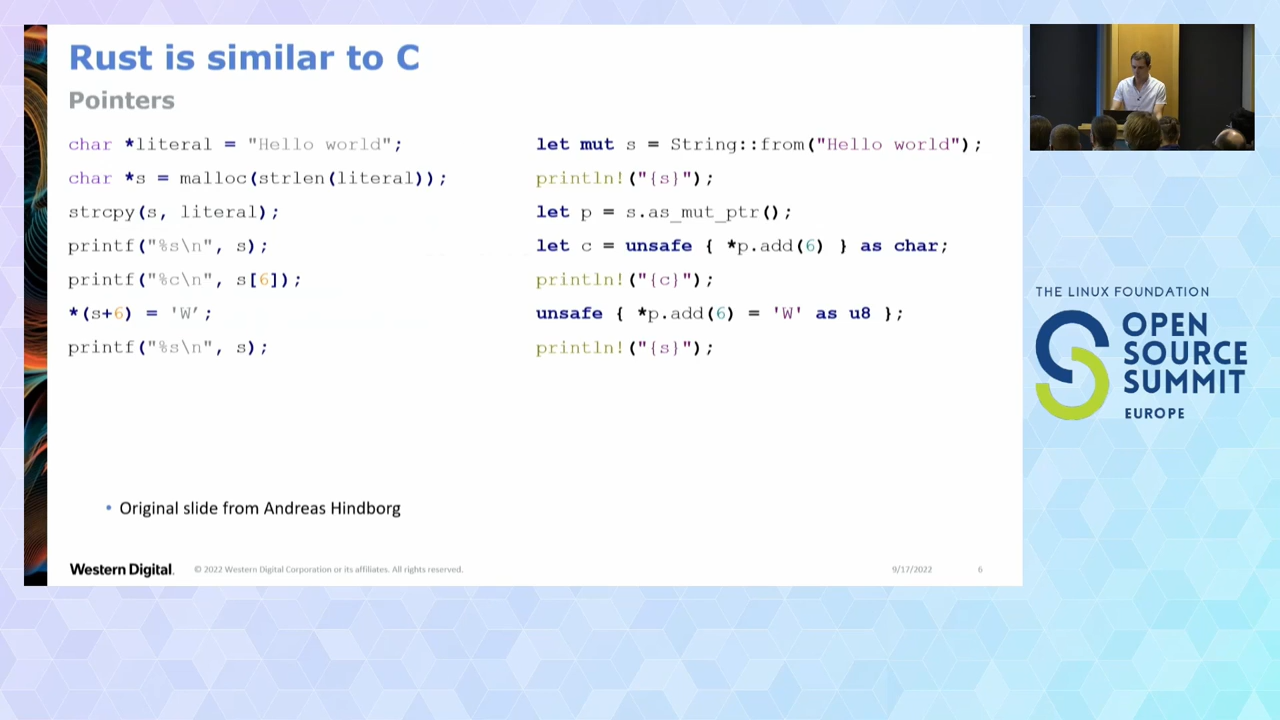 Rust is similar to C
Pointers
char *literal = "Hello world";
char *s = malloc(strlen(literal));
strcpy(s, literal);
printf("%s\n", s);
printf("%c\n", s[6]);
*(s+6) = 'W';
printf("%s\n", s);
let mut s = String::from("Hello world");
println!("{s}");
let p = s.as_mut_ptr();
let c = unsafe { *p.add(6) } as char;
println!("{c}");
unsafe { *p.add(6) = 'W' as u8 };
println!("{s}");
• Original slide from Andreas Hindborg
Western Digital.
© 2022 Western Digital Corporation or its affiliates. All rights reserved.
9/17/2022
6
THE LINUX FOUNDATION
OPEN
SOURCE
SUMMIT
EUROPE